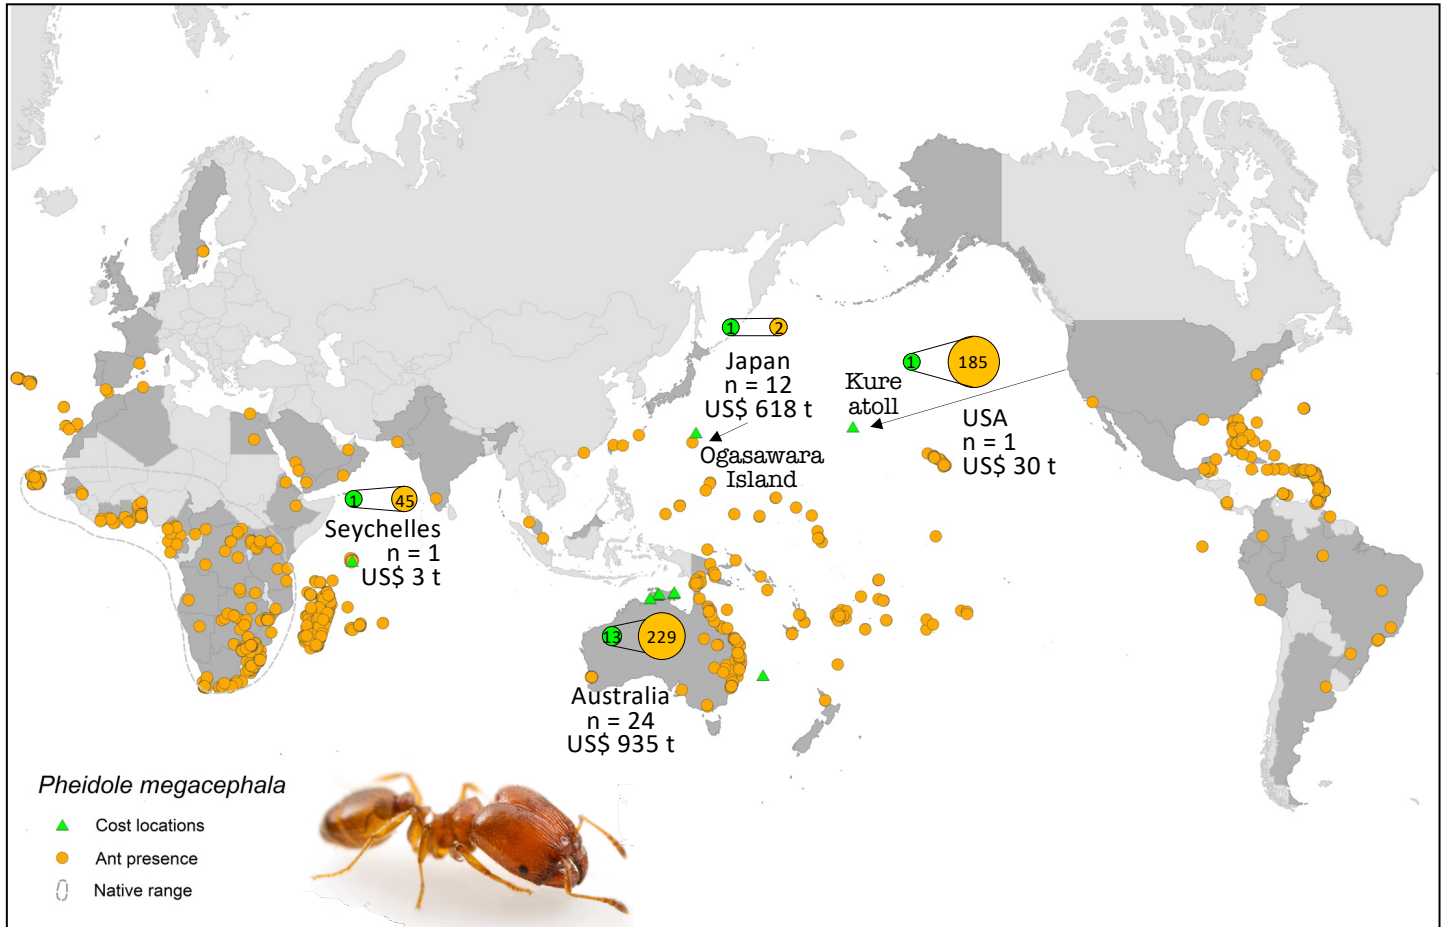 1
2
Japan
n = 12
US$ 618 t
Ogasawara
Island
1
185
Kure
atoll
USA
n = 1
US$ 30 t
1
45
Seychelles
n = 1
US$ 3 t
13
229
Australia
n = 24
US$ 935 t
Pheidole megacephala
Cost locations
Ant presence
Native range